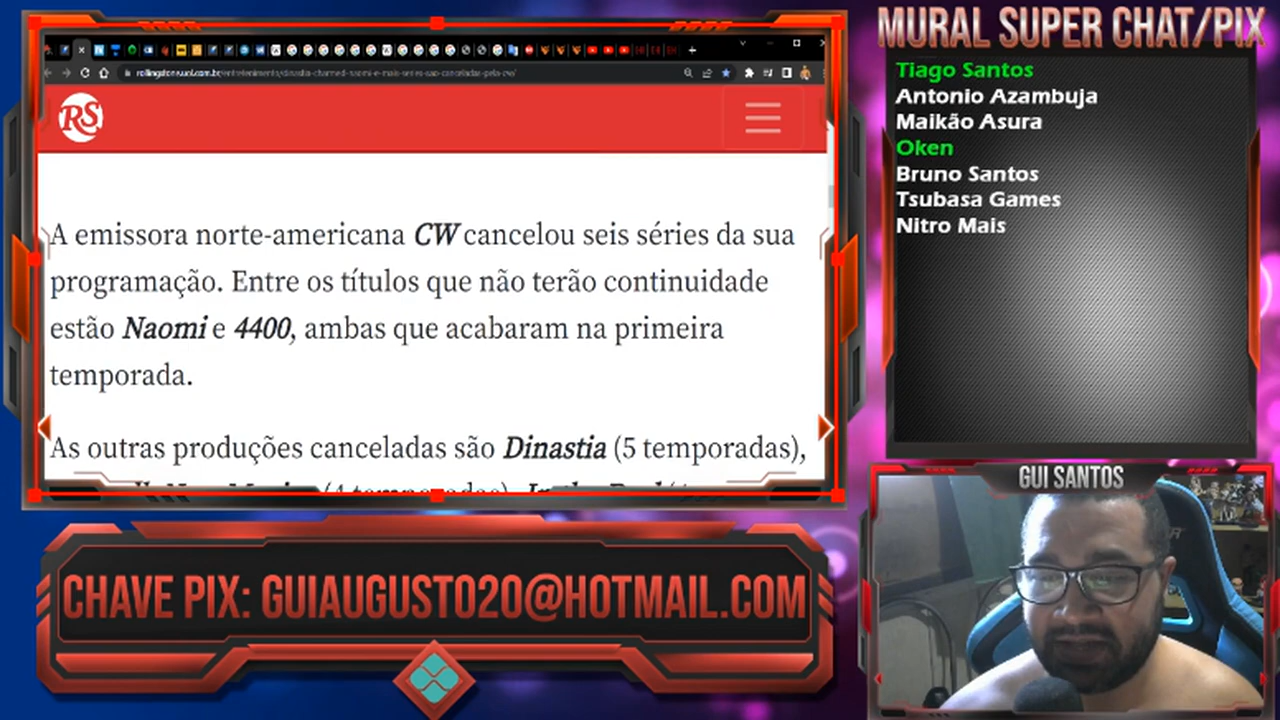 MURAL SUPER CHAT/PIX
Tiago Santos
Antonio Azambuja
Maikão Asura
Oken
Bruno Santos
Tsubasa Games
Nitro Mais
RS
A emissora norte-americana CW cancelou seis séries da sua
programação. Entre os títulos que não terão continuidade
estão Naomi e 4400, ambas que acabaram na primeira
temporada.
As outras produções canceladas são Dinastia (5 temporadas),
GUI SANTOS
CHAVE PIX: GUIAUGUSTO20@HOTMAIL.COM